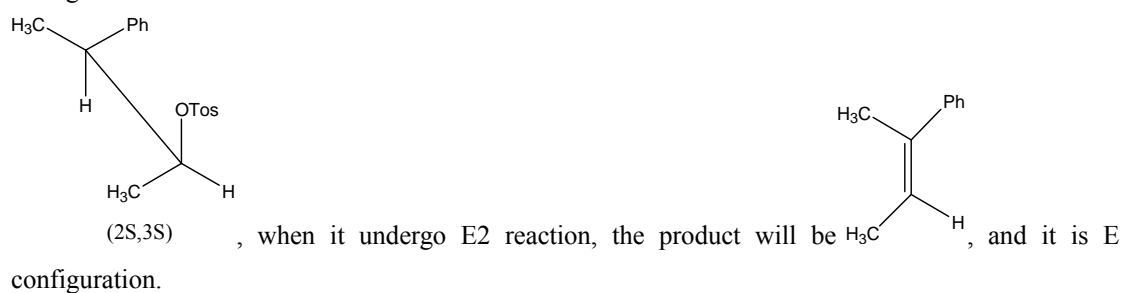 H3C
Ph
H
OTos
H3C
H
(2S,3S)
H3C
Ph
, when it undergo E2 reaction, the product will be H3C H , and it is E
configuration.